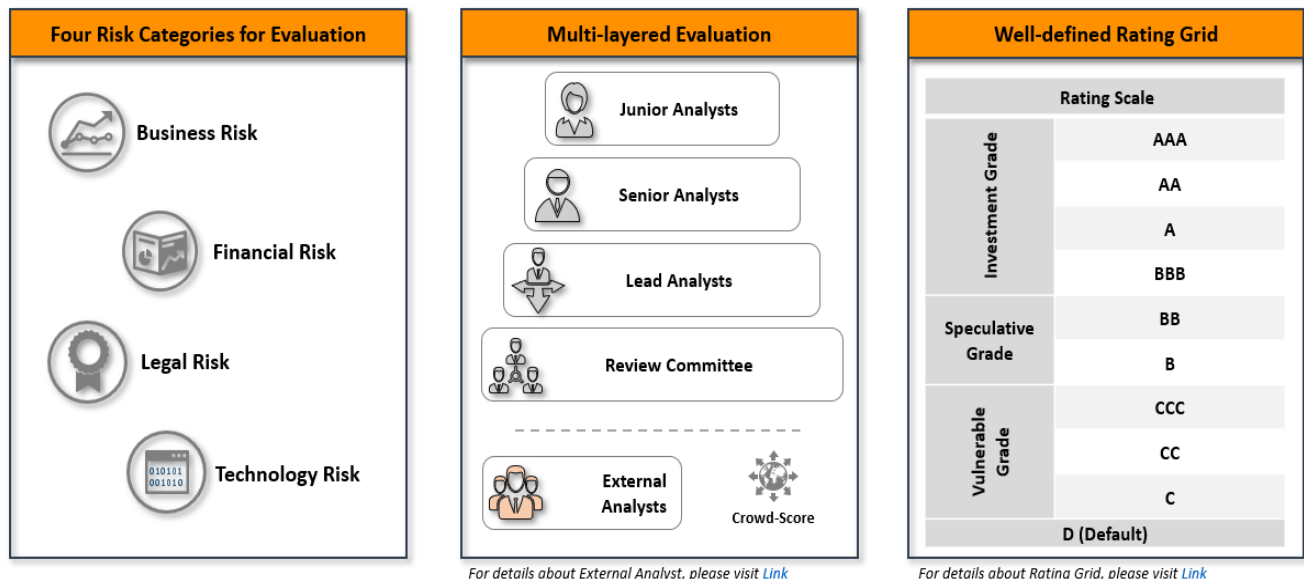 Four Risk Categories for Evaluation
Business Risk
Financial Risk
Legal Risk
010101
001010
Technology Risk
Multi-layered Evaluation
Junior Analysts
Senior Analysts
Lead Analysts
Review Committee
External
Analysts
Crowd-Score
For details about External Analyst, please visit Link
Well-defined Rating Grid
Rating Scale
Investment Grade
AAA
AA
A
BBB
Speculative
Grade
BB
B
Vulnerable
Grade
CCC
CC
C
D (Default)
For details about Rating Grid, please visit Link